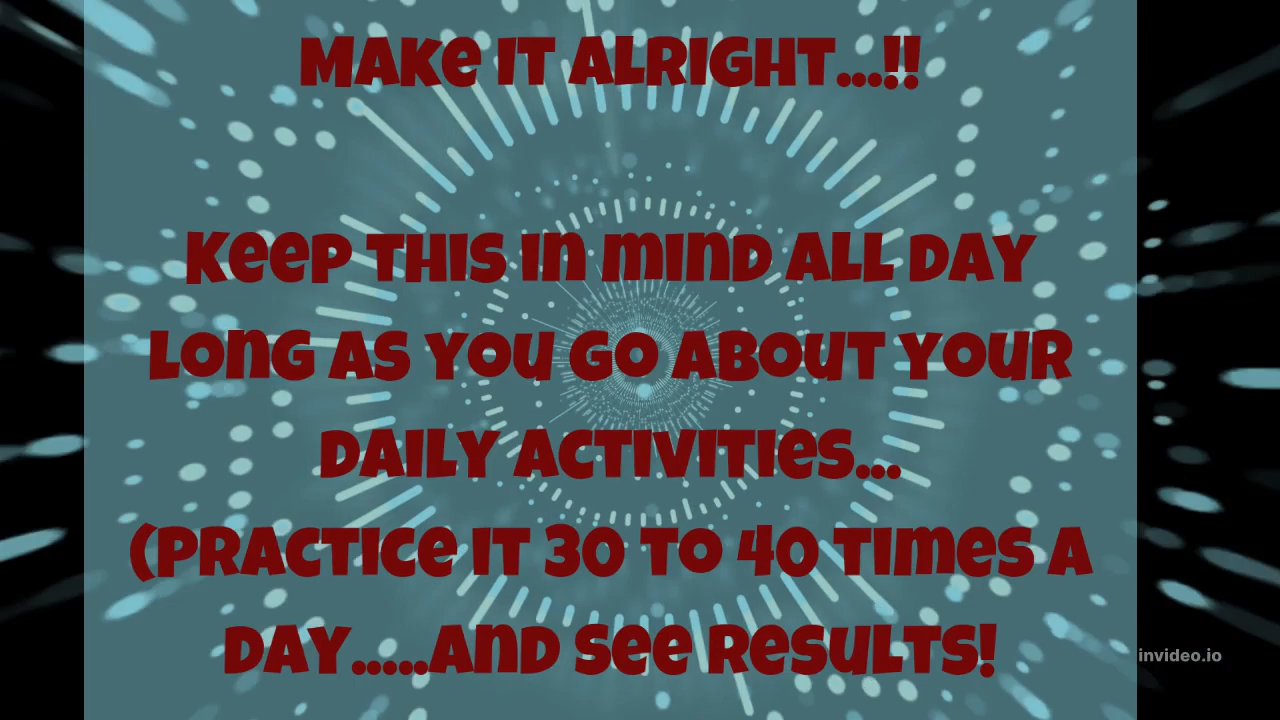 MAKe IT ALRIGHT...!!
KeeP THIS In mInD ALL DAY
LonG AS YoU Go ABoUT YoUR
DAILY ACTIVITIeS...
(PRACTICe IT 30 To 40 TImeS A
DAY.....AnD See ReSULTS!
invideo.io